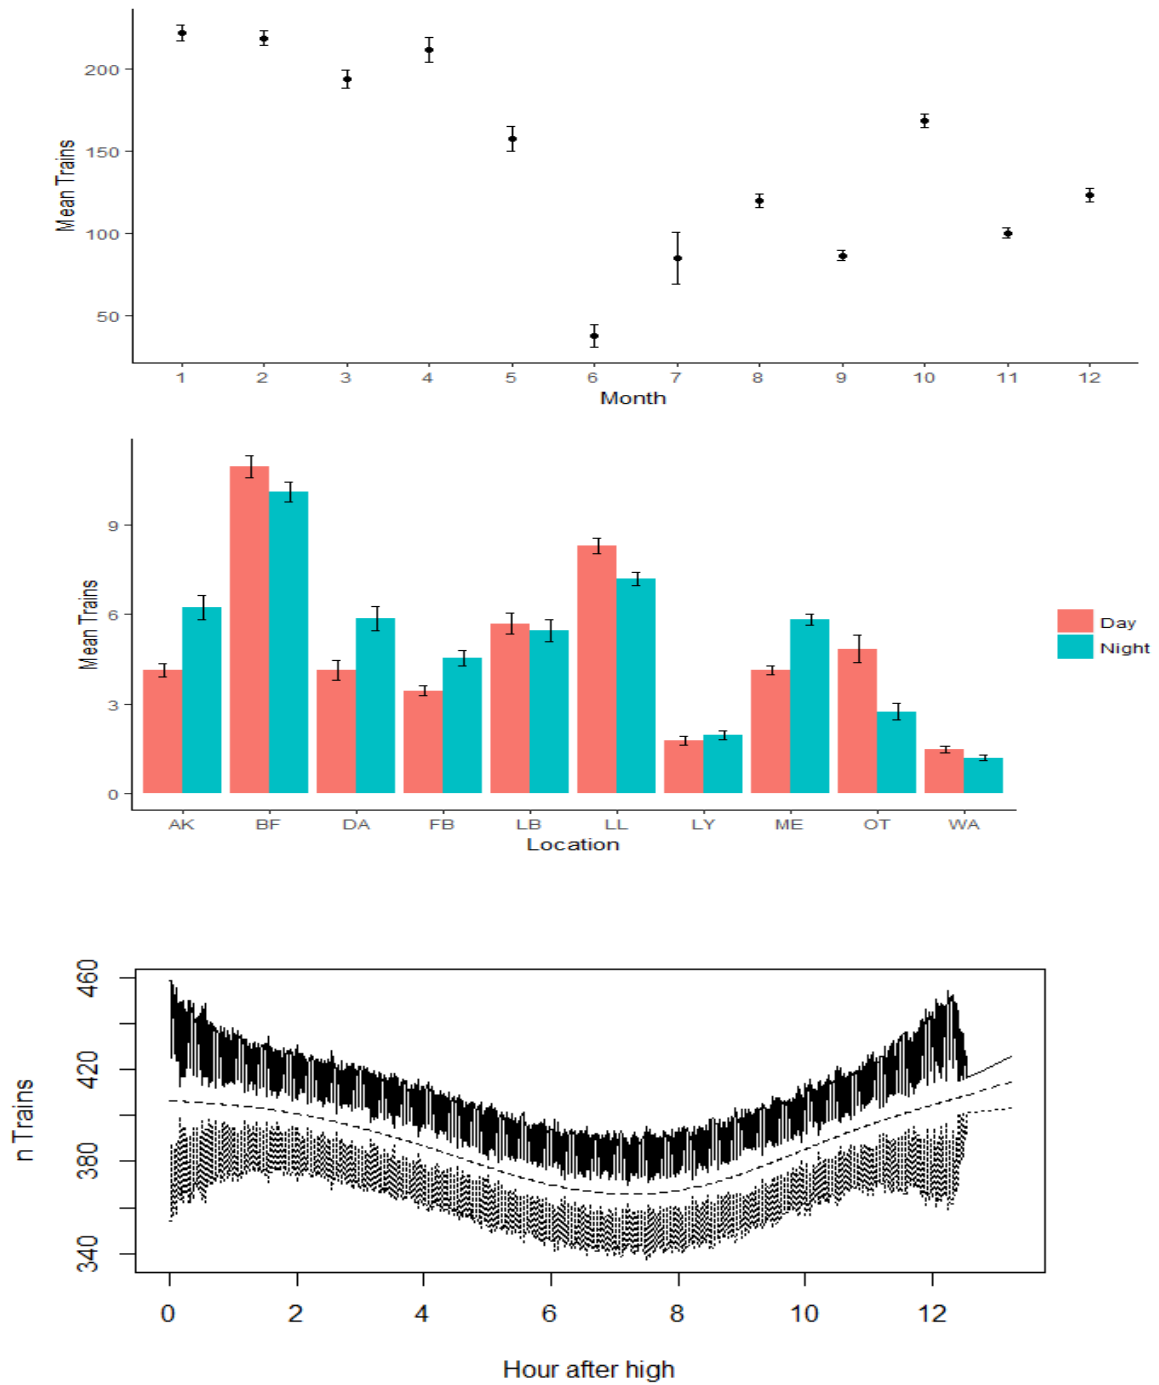 Mean Trains
200
150
100
50
1 2 3 4 5 6 7 8 9 10 11 12
Month
Mean Trains
9
6
3
0
AK BF DA FB LB LL LY ME OT WA
Location
Day
Night
n Trains
460
420
380
340
0 2 4 6 8 10 12
Hour after high